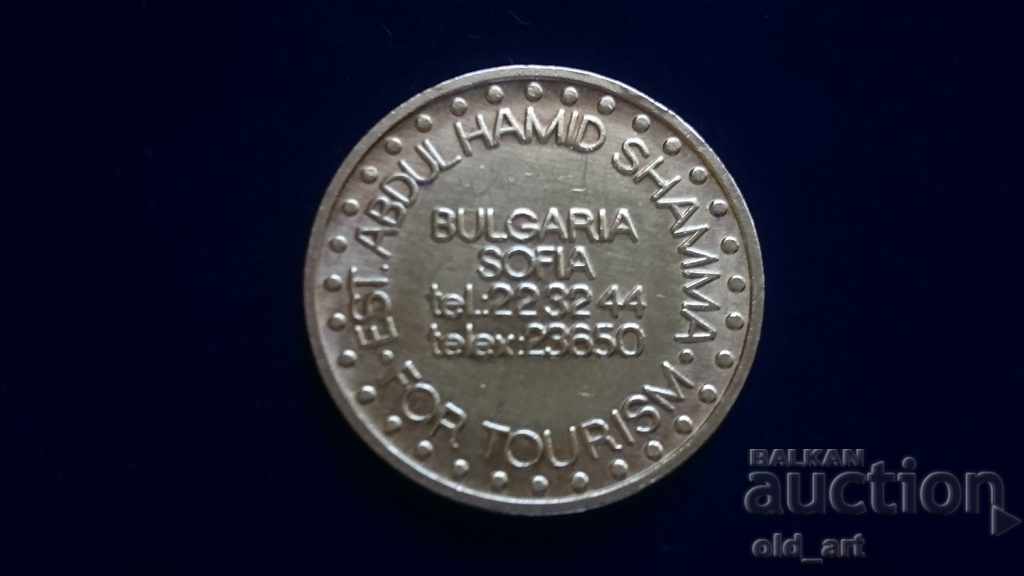 EST. ABDUL HAMID SHAMMA
BULGARIA
SOFIA
tel.:22 32 44
telex:23650
• FOR TOURISM •
BALKAN
auction
old_art